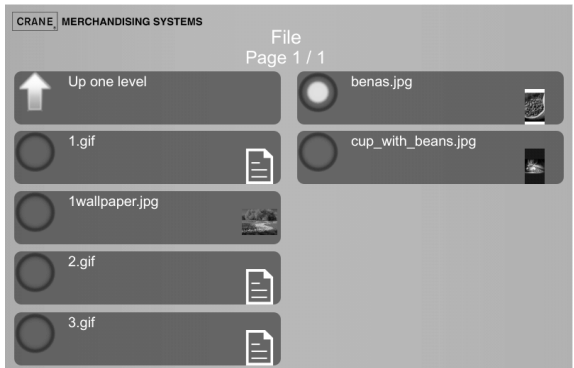 CRANE MERCHANDISING SYSTEMS
File
Page 1 / 1
Up one level
1.gif
1wallpaper.jpg
2.gif
3.gif
benas.jpg
cup_with_beans.jpg